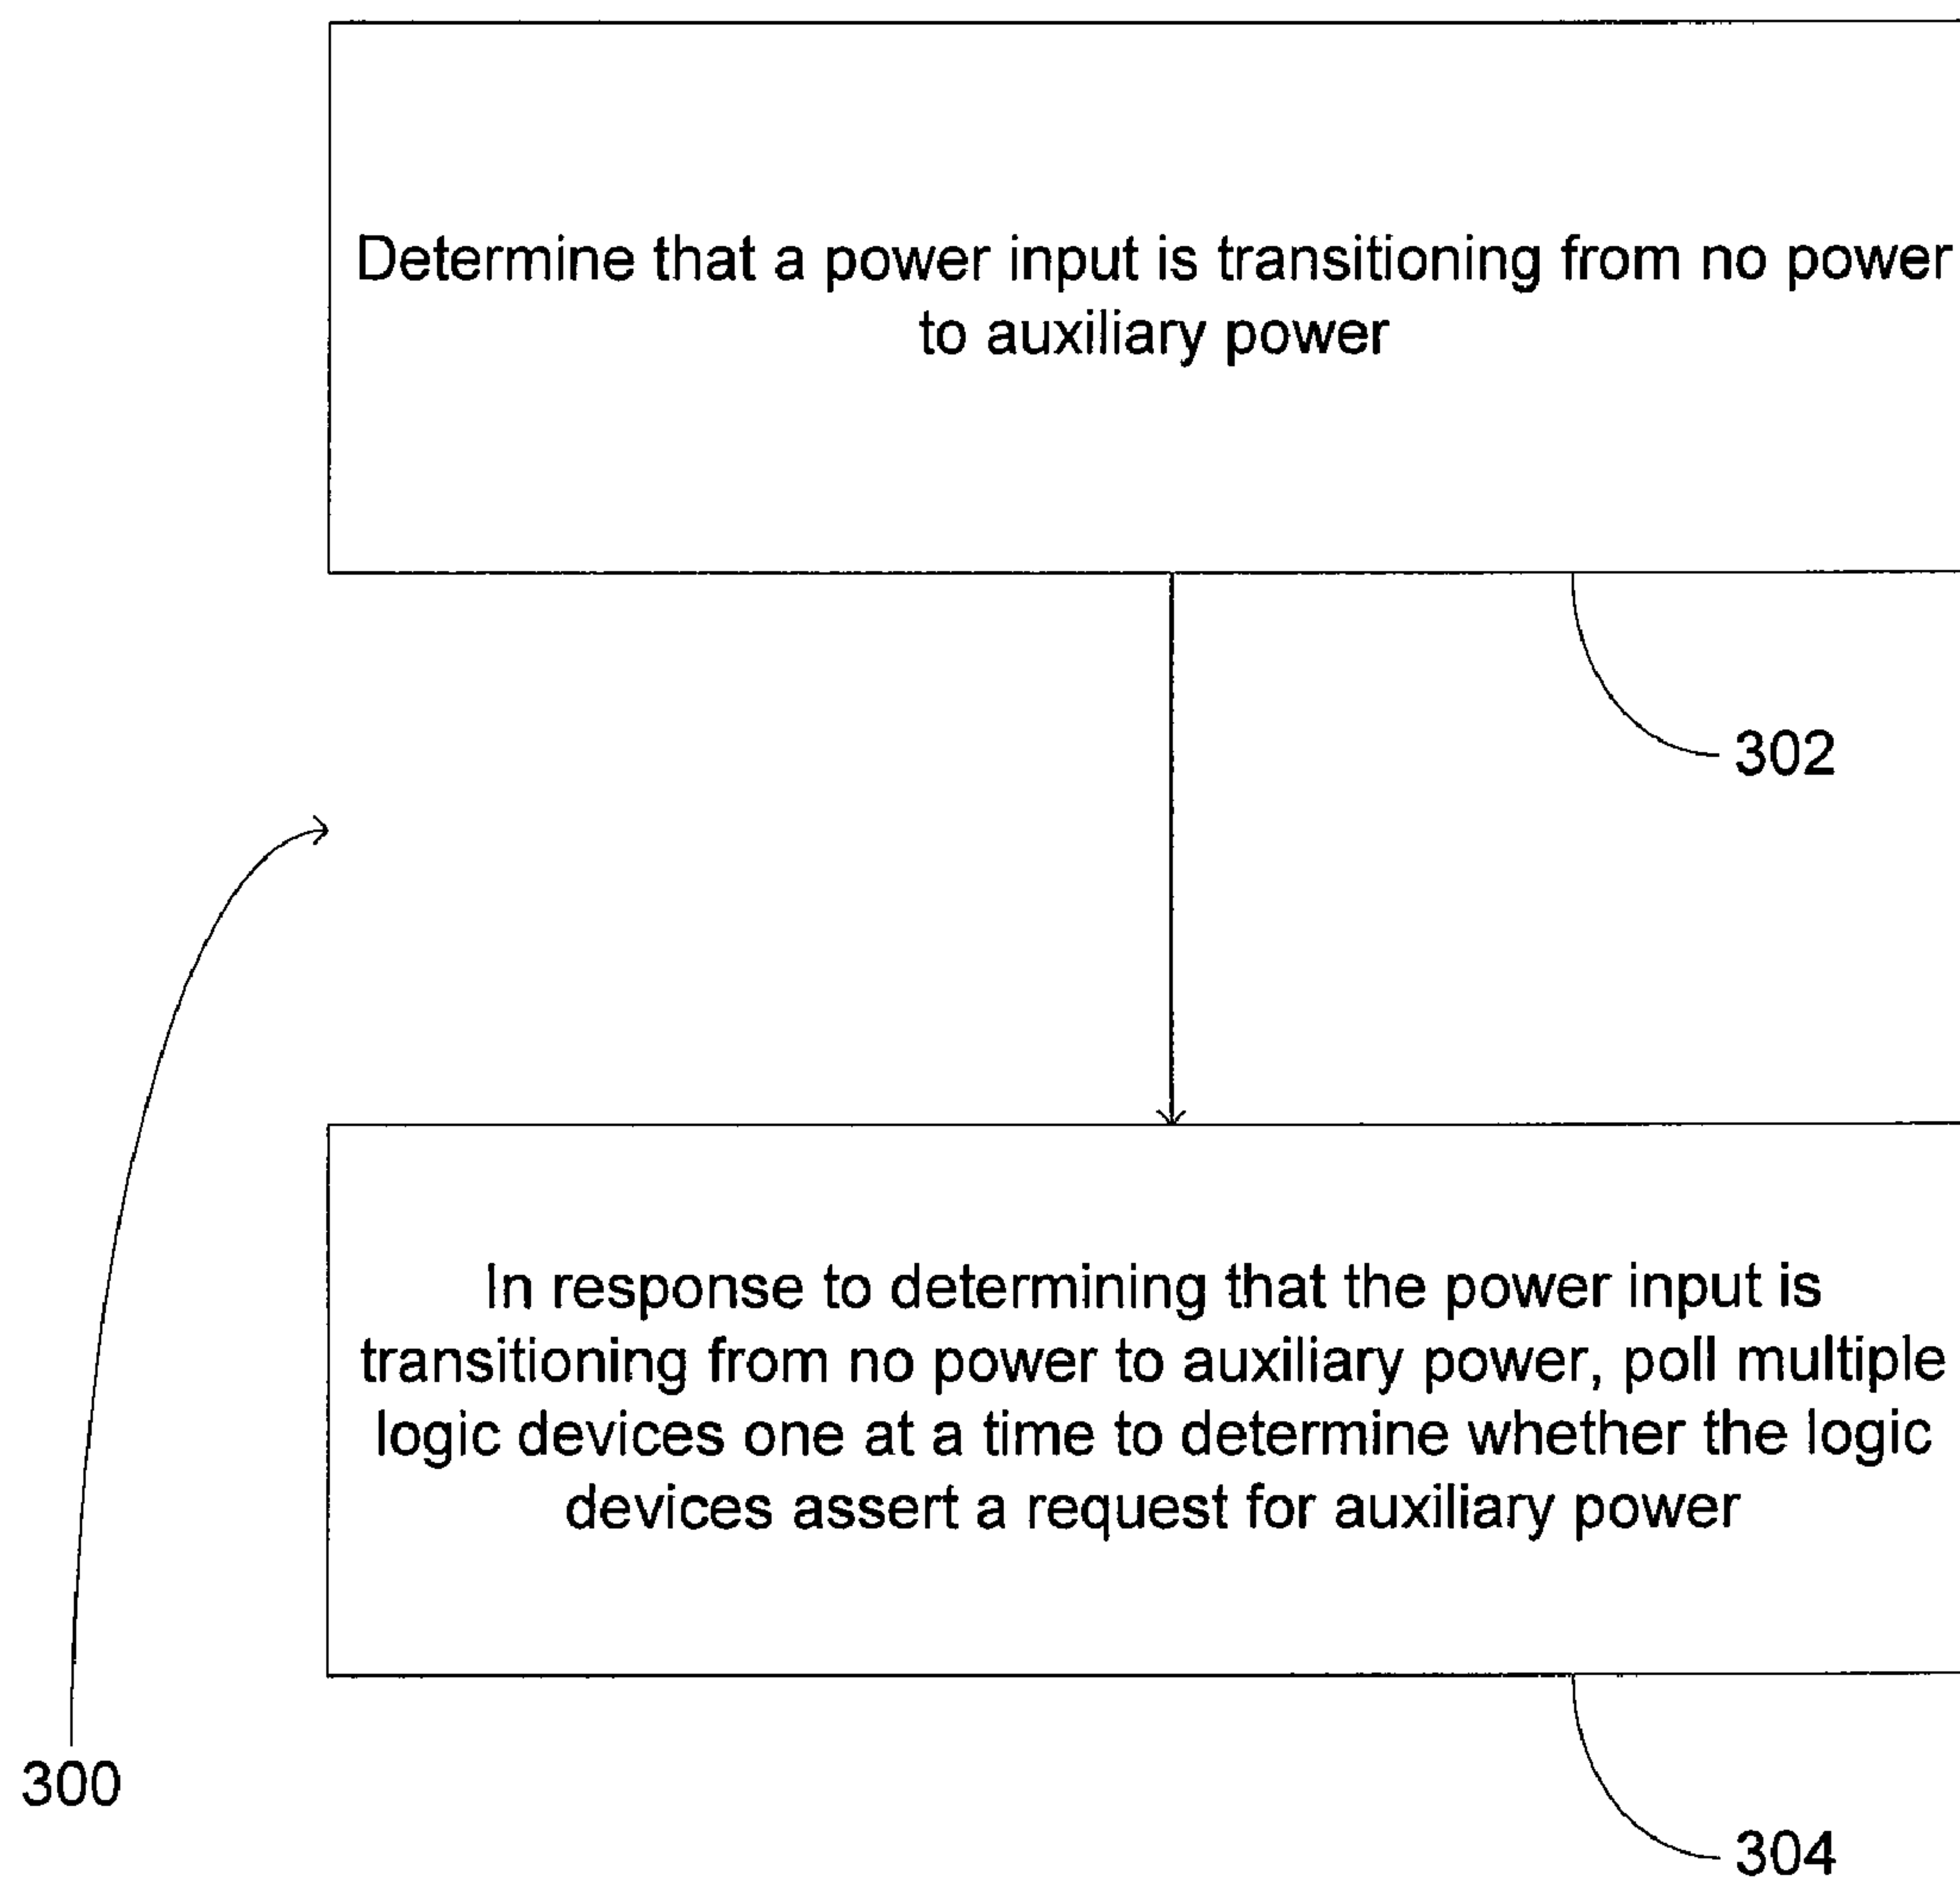 Determine that a power input is transitioning from no power
to auxiliary power
302
In response to determining that the power input is
transitioning from no power to auxiliary power, poll multiple
logic devices one at a time to determine whether the logic
devices assert a request for auxiliary power
300
304